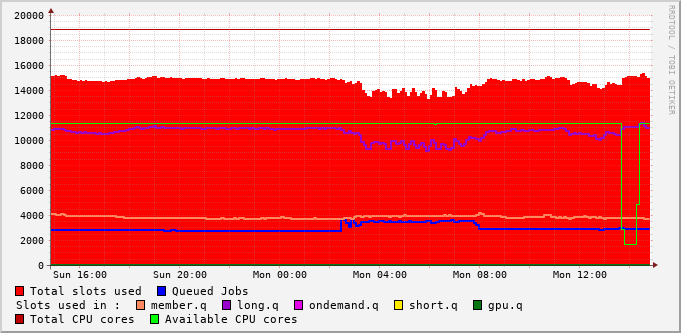 20000
18000
16000
14000
12000
10000
8000
6000
4000
2000
0
Sun 16:00 Sun 20:00 Mon 00:00 Mon 04:00 Mon 08:00 Mon 12:00
Total slots used Queued Jobs
Slots used in : member.q long.q ondemand.q short.q gpu.q
Total CPU cores Available CPU cores
RRDTOOL / TOBI OETIKER